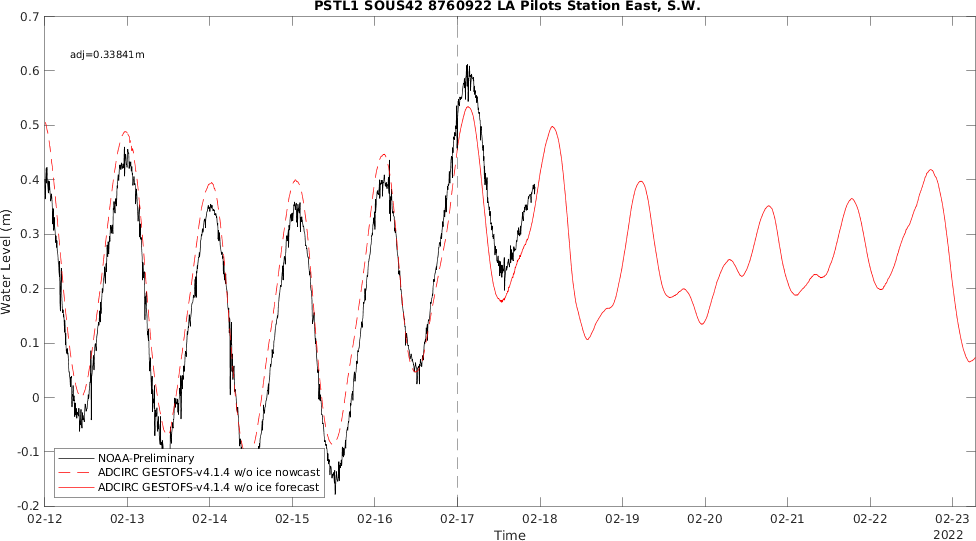 PSTL1 SOUS42 8760922 LA Pilots Station East, S.W.
0.7
0.6
0.5
0.4
0.3
0.2
0.1
0
-0.1
-0.2
Water Level (m)
adj=0.33841m
NOAA-Preliminary
ADCIRC GESTOFS-v4.1.4 w/o ice nowcast
ADCIRC GESTOFS-v4.1.4 w/o ice forecast
02-12 02-13 02-14 02-15 02-16 02-17 02-18 02-19 02-20 02-21 02-22 02-23
Time
2022